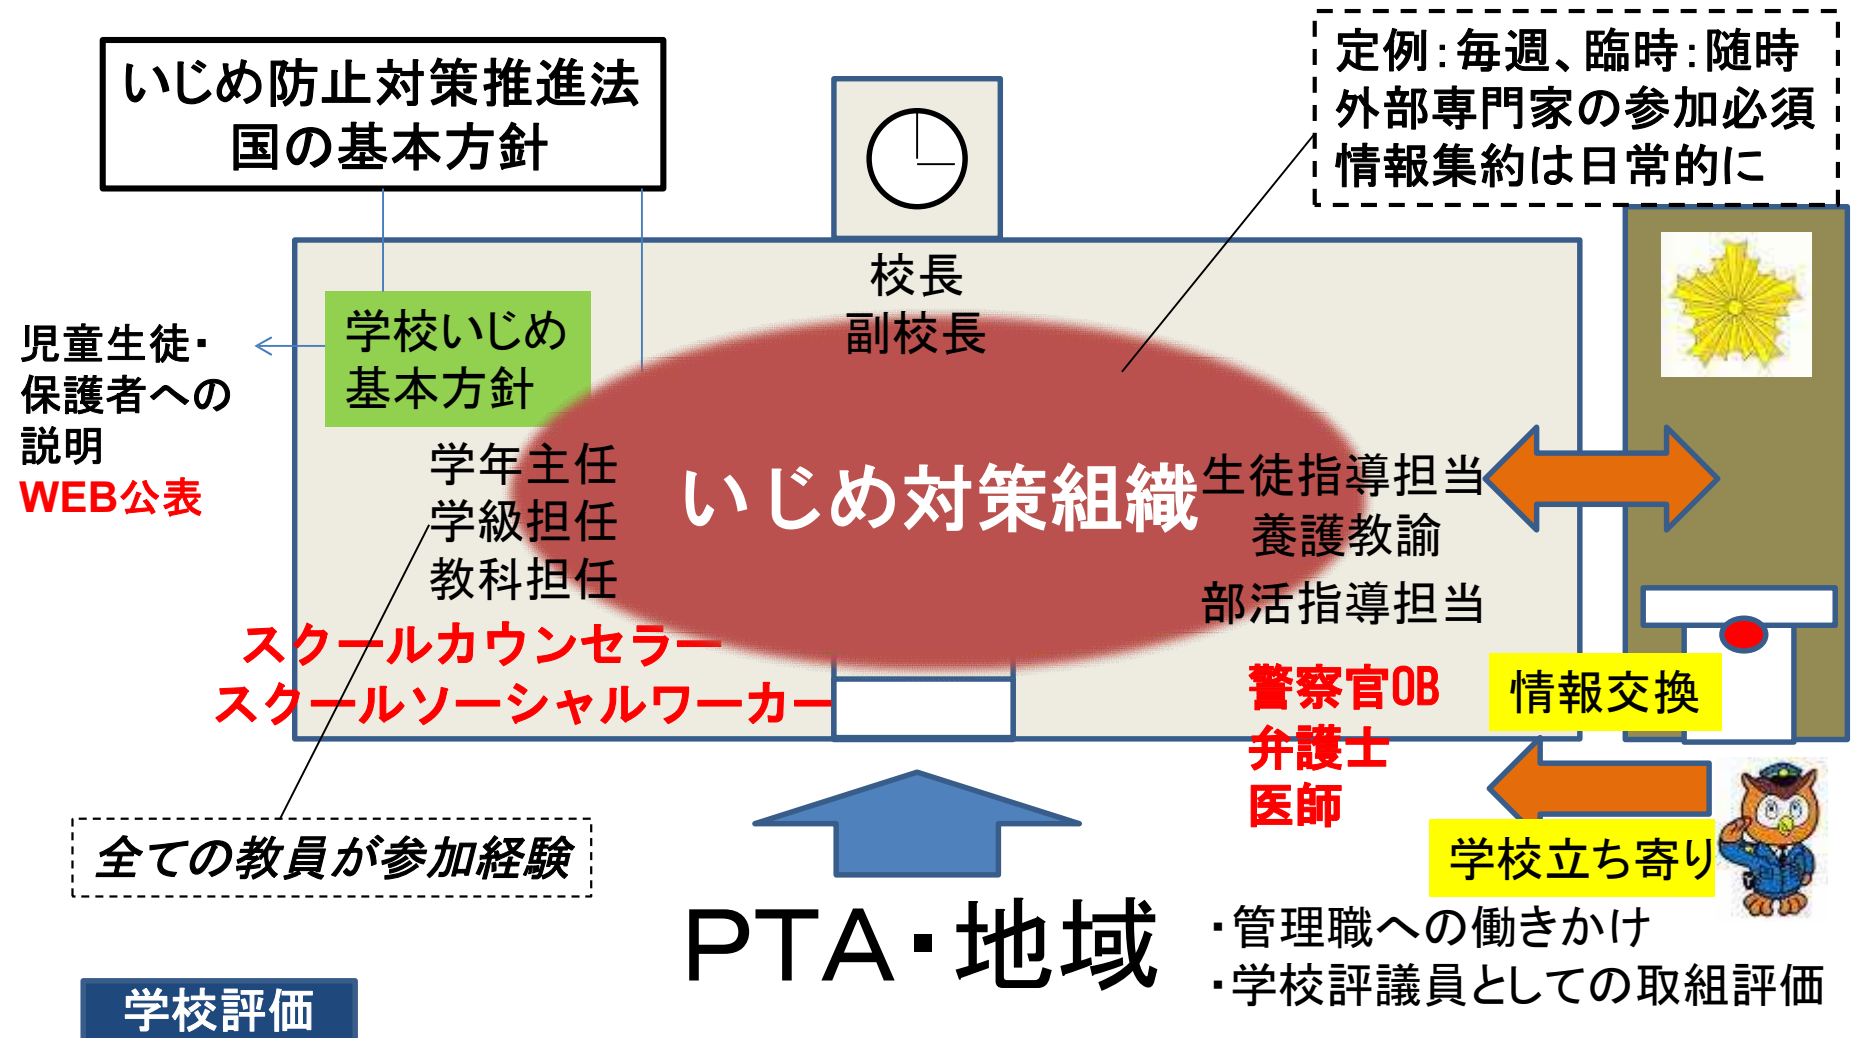 いじめ防止対策推進法
国の基本方針
定例：毎週、臨時：随時
外部専門家の参加必須
情報集約は日常的に
校長
副校長
学校いじめ
基本方針
児童生徒・
保護者への
説明
WEB公表
学年主任
学級担任
教科担任
いじめ対策組織
生徒指導担当
養護教諭
部活指導担当
スクールカウンセラー
スクールソーシャルワーカー
警察官OB
弁護士
医師
情報交換
学校立ち寄り
全ての教員が参加経験
PTA・地域
・管理職への働きかけ
・学校評議員としての取組評価
学校評価